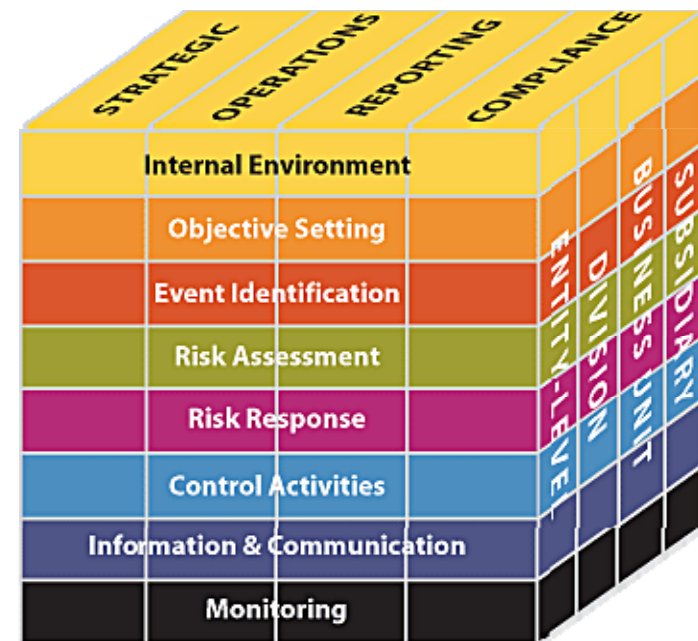 STRATEGIC
OPERATIONS
REPORTING
COMPLIANCE
Internal Environment
Objective Setting
Event Identification
Risk Assessment
Risk Response
Control Activities
Information & Communication
Monitoring
ENTITY-LEVEL
DIVISION
BUSINESS UNIT
SUBSIDIARY